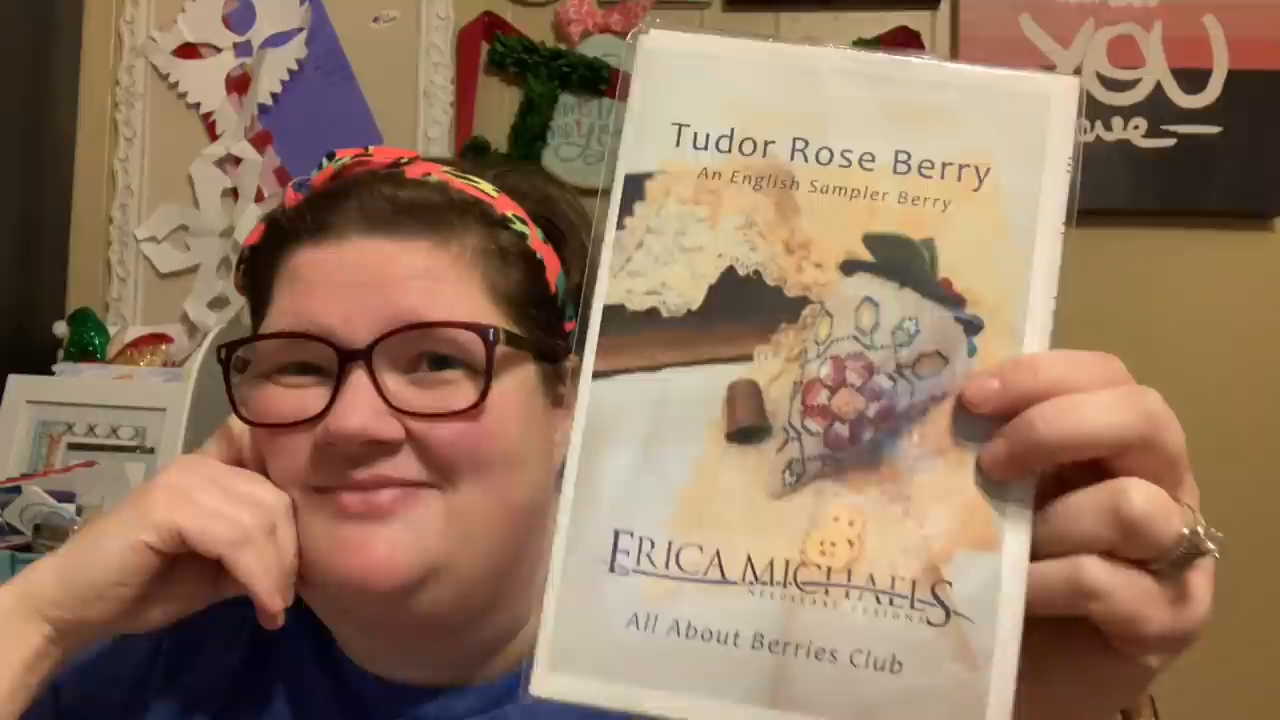 YOU
Tudor Rose Berry
An English Sampler Berry
ERICA MICHAELS
NEEDLEART DESIGNS
All About Berries Club